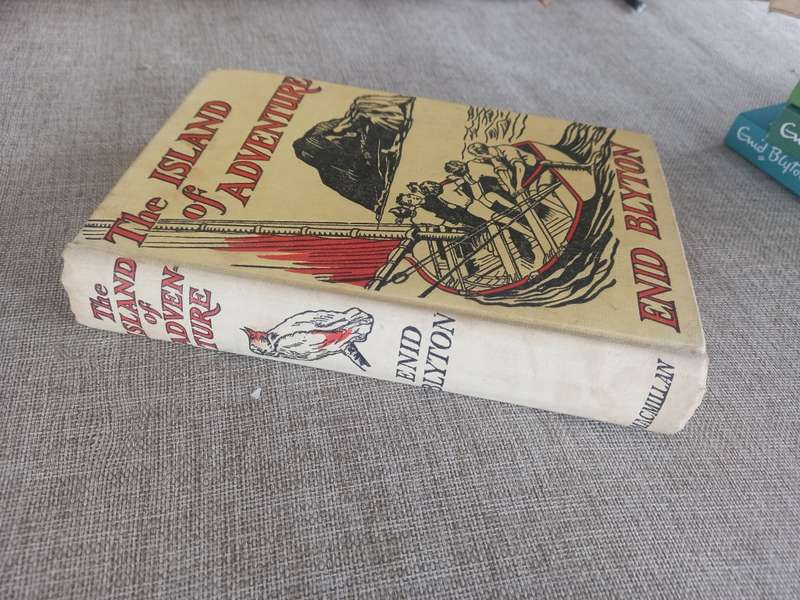 The ISLAND
of ADVENTURE
ENID BLYTON
The
ISLAND
of
ADVEN-
TURE
ENID
BLYTON
MACMILLAN
Enid Blyton